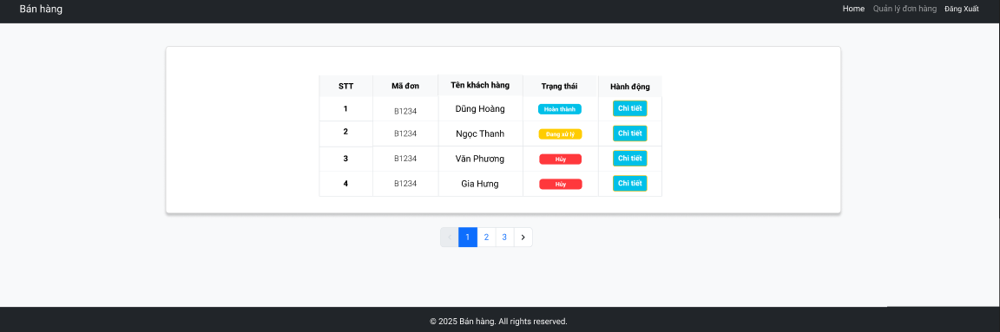 Bán hàng Home Quản lý đơn hàng Đăng Xuất
STT Mã đơn Tên khách hàng Trạng thái Hành động
1 B1234 Dũng Hoàng Hoàn thành Chi tiết
2 B1234 Ngọc Thanh Đang xử lý Chi tiết
3 B1234 Văn Phương Hủy Chi tiết
4 B1234 Gia Hưng Hủy Chi tiết
1 2 3
© 2025 Bán hàng. All rights reserved.